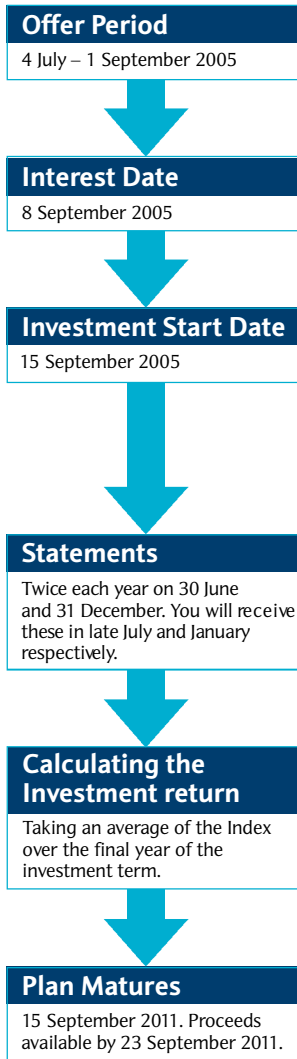 Offer Period
4 July – 1 September 2005
Interest Date
8 September 2005
Investment Start Date
15 September 2005
Statements
Twice each year on 30 June
and 31 December. You will receive
these in late July and January
respectively.
Calculating the
Investment return
Taking an average of the Index
over the final year of the
investment term.
Plan Matures
15 September 2011. Proceeds
available by 23 September 2011.